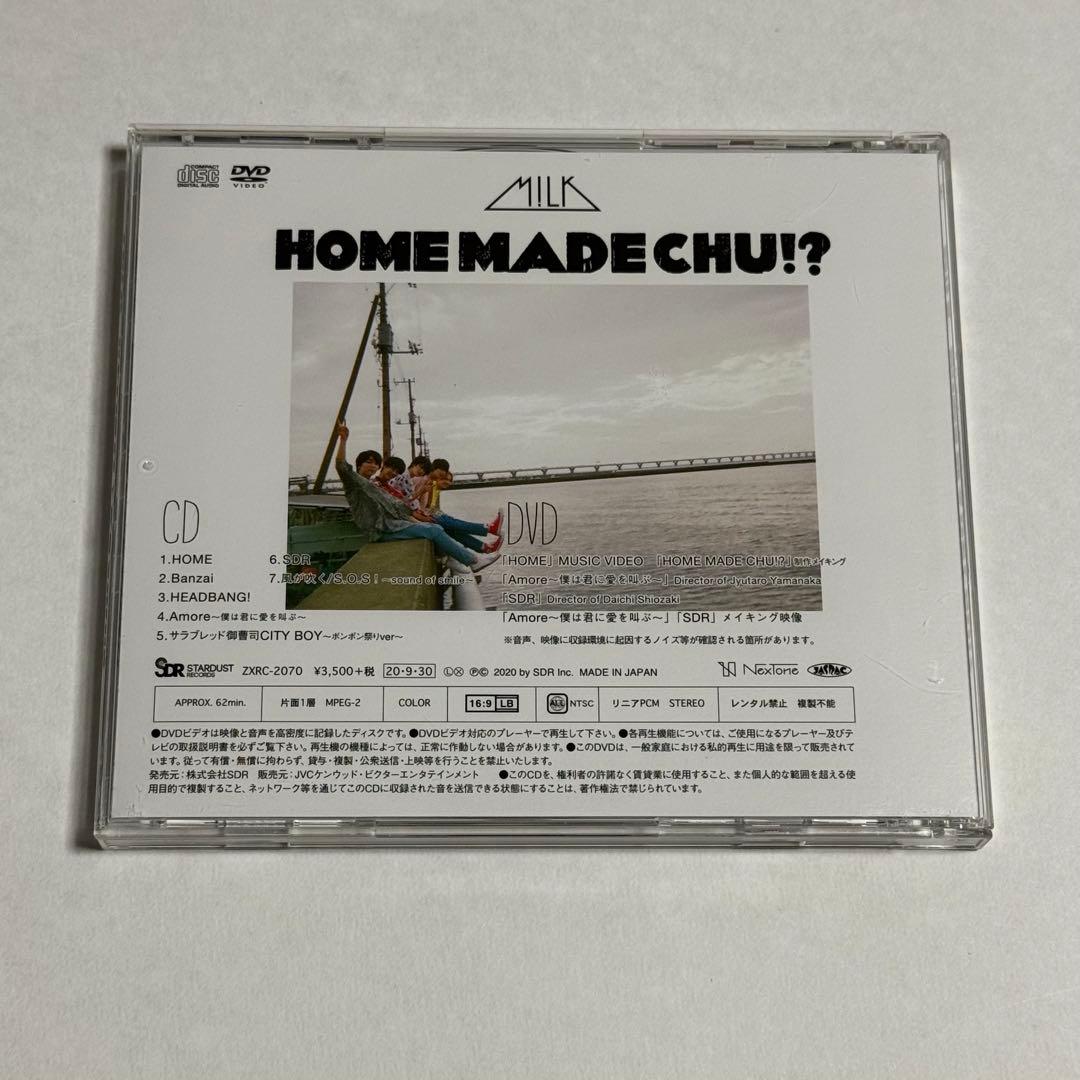 COMPACT disc DIGITAL AUDIO
DVD VIDEO
M!LK
HOME MADE CHU!?
CD
1.HOME
2.Banzai
3.HEADBANG!
4.Amore〜僕は君に愛を叫ぶ〜
5.サラブレッド御曹司CITY BOY〜ボンボン祭りver〜
6.SDR
7.風が吹く/S.O.S!〜sound of smile〜
DVD
「HOME」MUSIC VIDEO 「HOME MADE CHU!?」制作メイキング
「Amore〜僕は君に愛を叫ぶ〜」Director of Jyutaro Yamanaka
「SDR」Director of Daichi Shiozaki
「Amore〜僕は君に愛を叫ぶ〜」「SDR」メイキング映像
※音声、映像に収録環境に起因するノイズ等が確認される箇所があります。
SDR STARDUST RECORDS ZXRC-2070 ¥3,500+税 20・9・30 ⓁⓍ ⓅⒸ 2020 by SDR Inc. MADE IN JAPAN NexTone JASRAC
APPROX. 62min. 片面1層 MPEG-2 COLOR 16:9 LB ALL NTSC リニアPCM STEREO レンタル禁止 複製不能
●DVDビデオは映像と音声を高密度に記録したディスクです。●DVDビデオ対応のプレーヤーで再生して下さい。●各再生機能については、ご使用になるプレーヤー及びテ
レビの取扱説明書を必ずご覧下さい。再生機の機種によっては、正常に作動しない場合があります。●このDVDは、一般家庭における私的再生に用途を限って販売されて
います。従って有償・無償に拘わらず、貸与・複製・公衆送信・上映等を行うことを禁止いたします。
発売元：株式会社SDR 販売元：JVCケンウッド・ビクターエンタテインメント ●このCDを、権利者の許諾なく賃貸業に使用すること、また個人的な範囲を超える使
用目的で複製すること、ネットワーク等を通じてこのCDに収録された音を送信できる状態にすることは、著作権法で禁じられています。